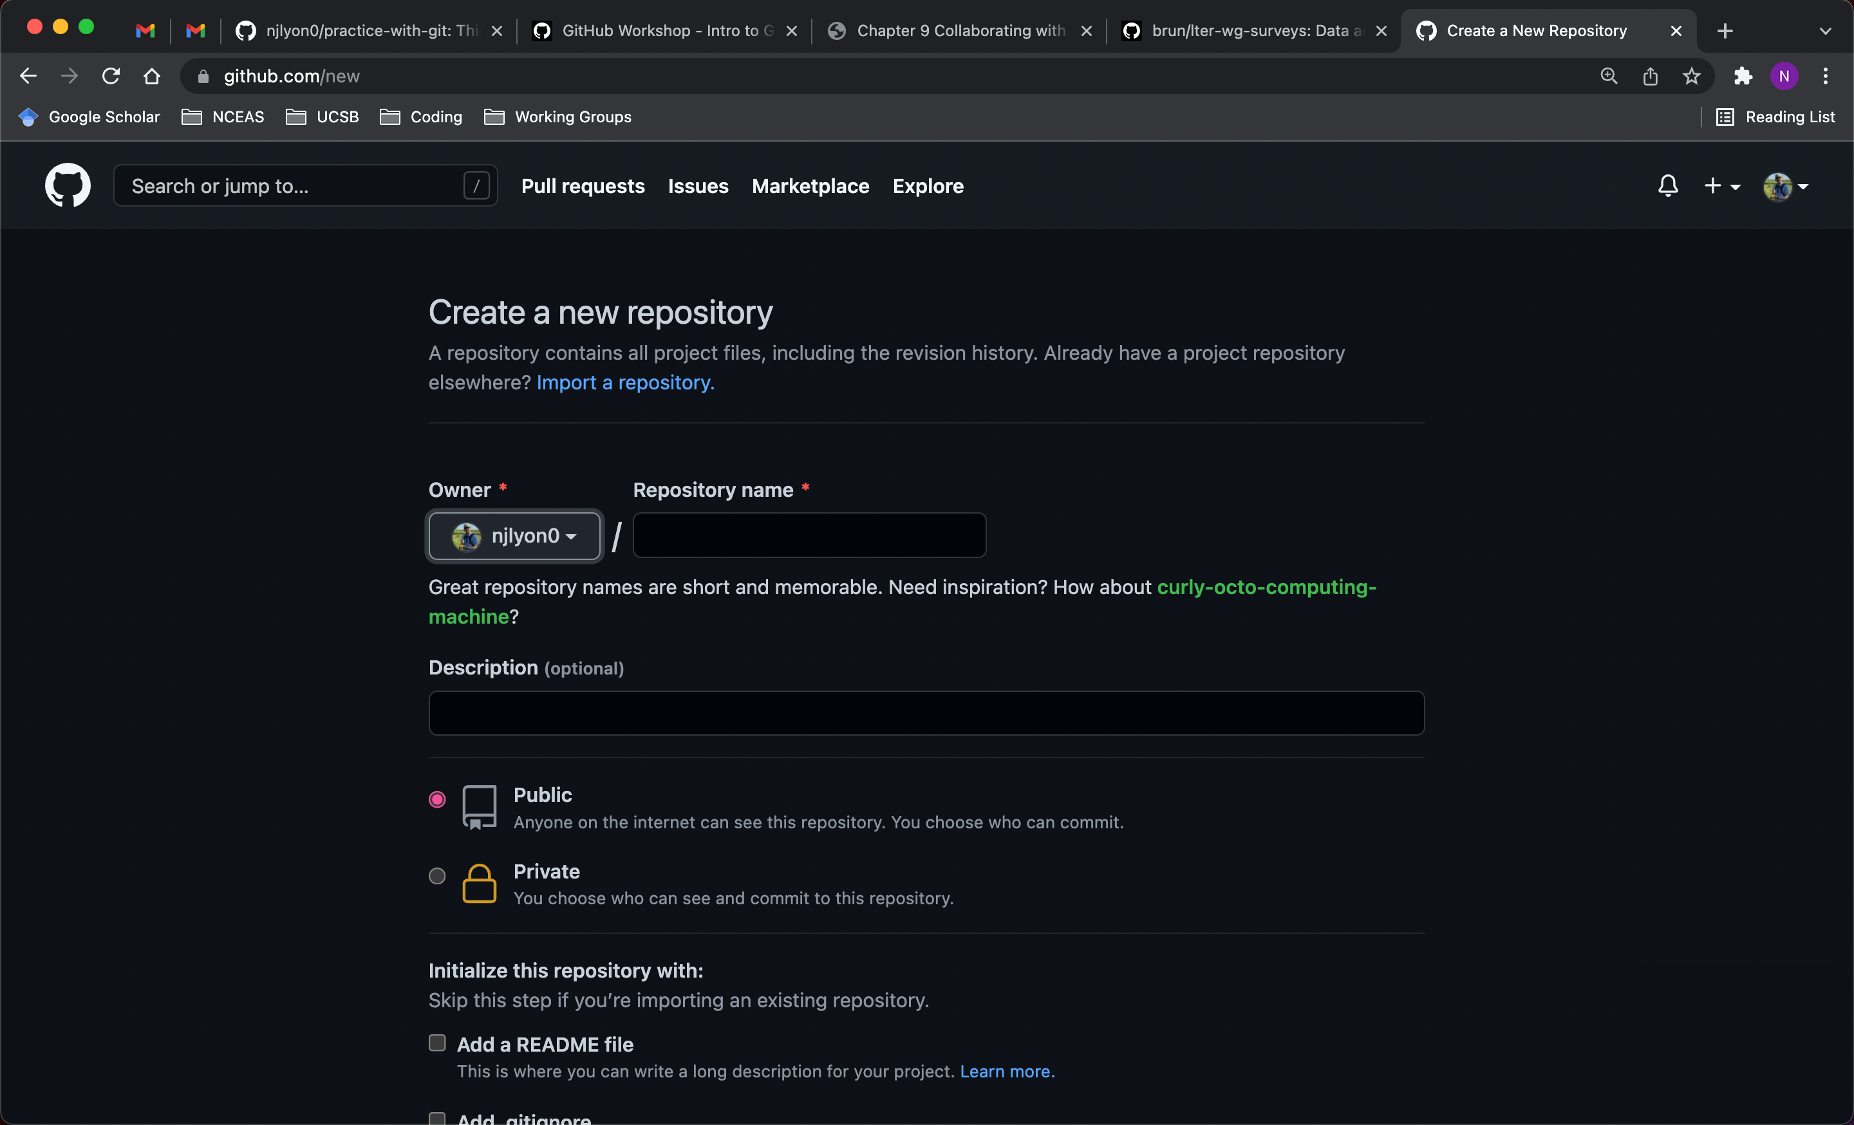 njlyon0/practice-with-git: Thi
GitHub Workshop - Intro to G
Chapter 9 Collaborating with
brun/lter-wg-surveys: Data a
Create a New Repository
github.com/new
N
Google Scholar
NCEAS
UCSB
Coding
Working Groups
Reading List
Search or jump to...
/
Pull requests
Issues
Marketplace
Explore
Create a new repository
A repository contains all project files, including the revision history. Already have a project repository
elsewhere? Import a repository.
Owner *
Repository name *
njlyon0
/
Great repository names are short and memorable. Need inspiration? How about curly-octo-computing-
machine?
Description (optional)
Public
Anyone on the internet can see this repository. You choose who can commit.
Private
You choose who can see and commit to this repository.
Initialize this repository with:
Skip this step if you’re importing an existing repository.
Add a README file
This is where you can write a long description for your project. Learn more.
Add .gitignore